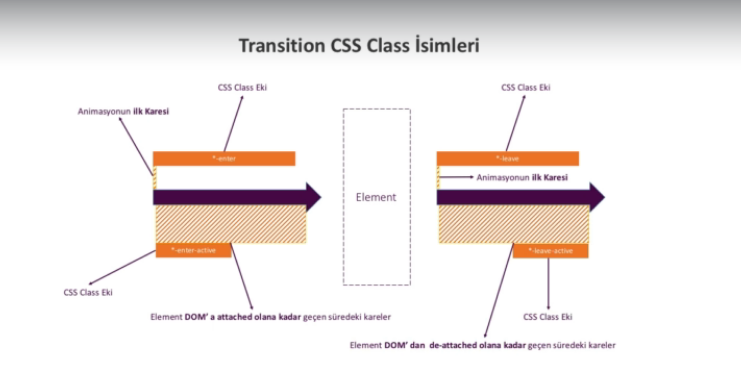 Transition CSS Class İsimleri
CSS Class Eki
CSS Class Eki
Animasyonun ilk Karesi
*-enter
*-leave
Animasyonun ilk Karesi
Element
*-enter-active
*-leave-active
CSS Class Eki
Element DOM' a attached olana kadar geçen süredeki kareler
CSS Class Eki
Element DOM' dan de-attached olana kadar geçen süredeki kareler